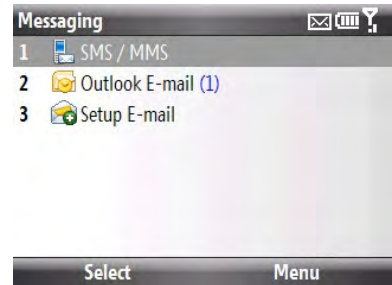 Messaging
1 SMS / MMS
2 Outlook E-mail (1)
3 Setup E-mail
Select Menu